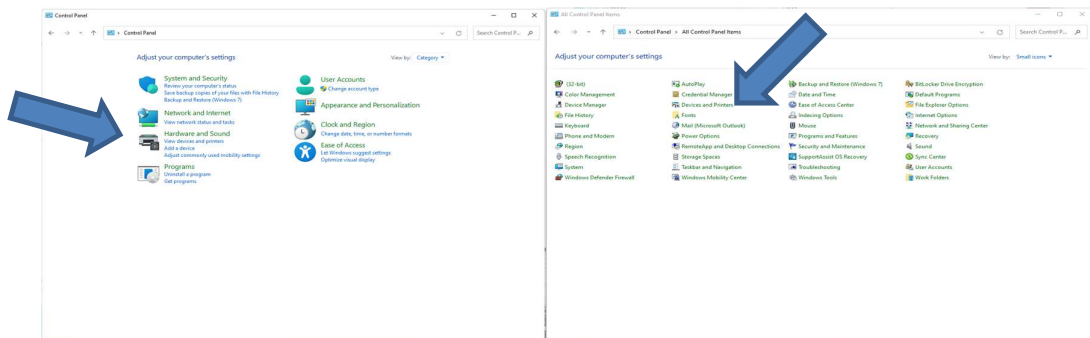 Control Panel
Control Panel
Search Control P...
Adjust your computer's settings
View by: Category
System and Security
Review your computer's status
Save backup copies of your files with File History
Backup and Restore (Windows 7)
Network and Internet
View network status and tasks
Hardware and Sound
View devices and printers
Add a device
Adjust commonly used mobility settings
Programs
Uninstall a program
Get programs
User Accounts
Change account type
Appearance and Personalization
Clock and Region
Change date, time, or number formats
Ease of Access
Let Windows suggest settings
Optimize visual display
All Control Panel Items
Control Panel > All Control Panel Items
Search Control P...
Adjust your computer's settings
View by: Small icons
(32-bit)
Color Management
Device Manager
File History
Keyboard
Phone and Modem
Region
Speech Recognition
System
Windows Defender Firewall
AutoPlay
Credential Manager
Devices and Printers
Fonts
Mail (Microsoft Outlook)
Power Options
RemoteApp and Desktop Connections
Storage Spaces
Taskbar and Navigation
Windows Mobility Center
Backup and Restore (Windows 7)
Date and Time
Ease of Access Center
Indexing Options
Mouse
Programs and Features
Security and Maintenance
SupportAssist OS Recovery
Troubleshooting
Windows Tools
BitLocker Drive Encryption
Default Programs
File Explorer Options
Internet Options
Network and Sharing Center
Recovery
Sound
Sync Center
User Accounts
Work Folders